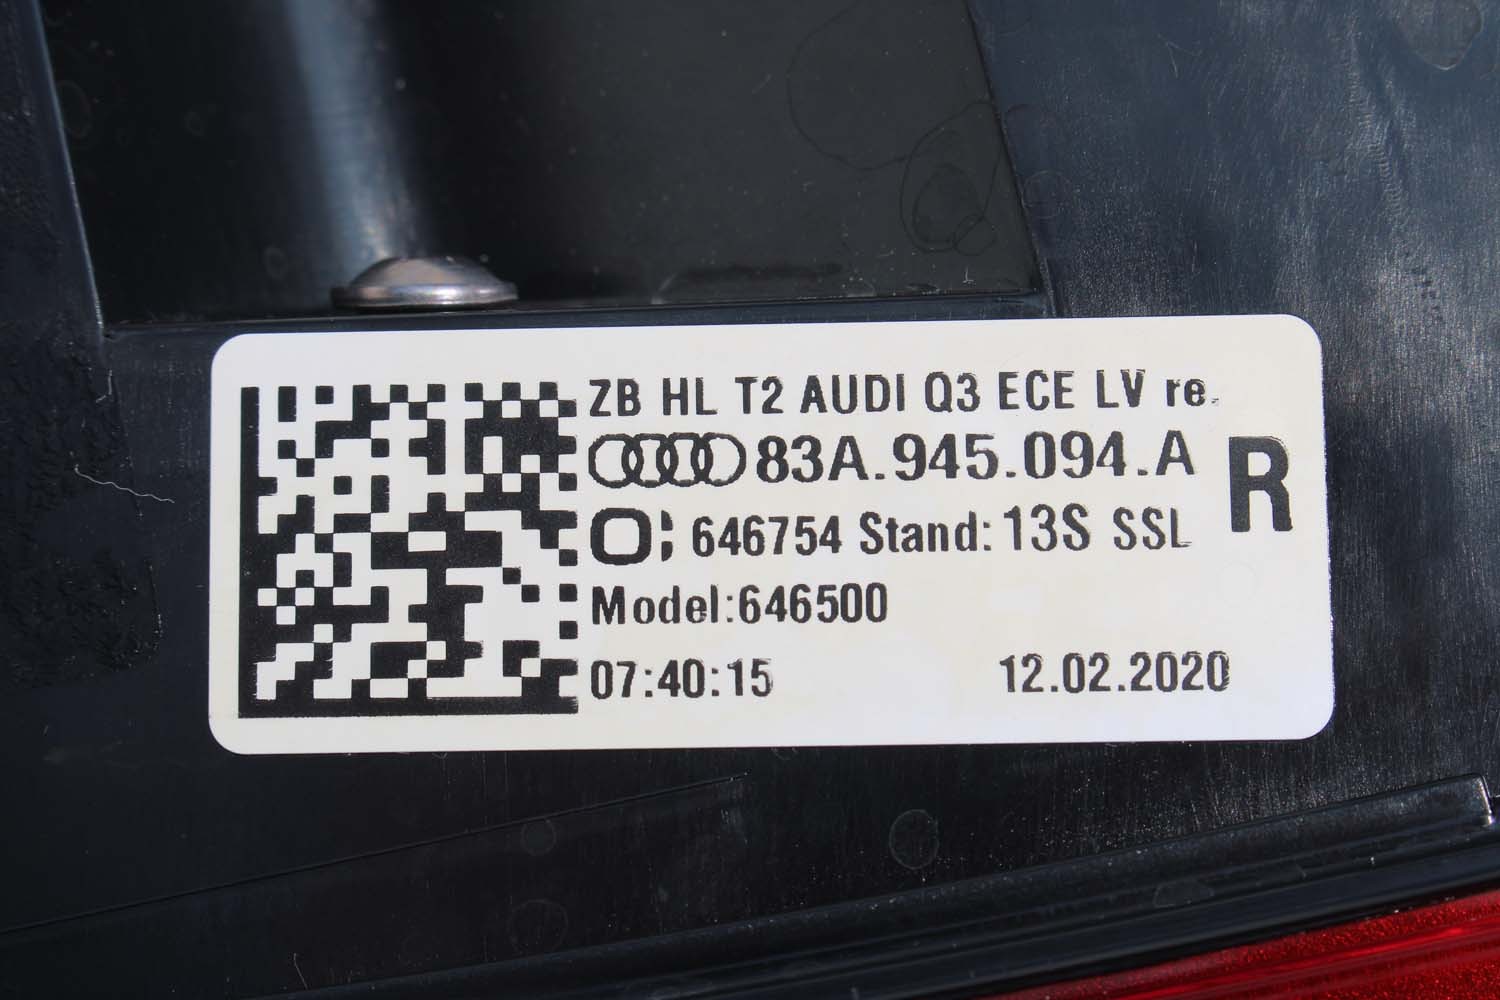 ZB HL T2 AUDI Q3 ECE LV re.
83A.945.094.A
R
646754 Stand: 13S SSL
Model:646500
07:40:15 12.02.2020